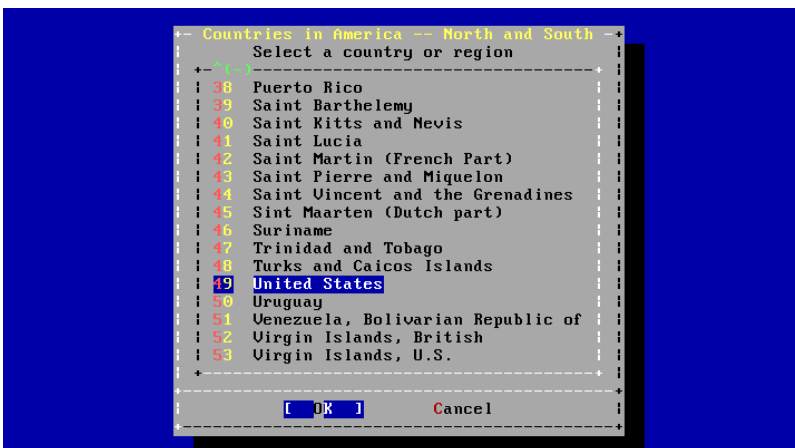 Countries in America -- North and South
Select a country or region
^(-)
38 Puerto Rico
39 Saint Barthelemy
40 Saint Kitts and Nevis
41 Saint Lucia
42 Saint Martin (French Part)
43 Saint Pierre and Miquelon
44 Saint Vincent and the Grenadines
45 Sint Maarten (Dutch part)
46 Suriname
47 Trinidad and Tobago
48 Turks and Caicos Islands
49 United States
50 Uruguay
51 Venezuela, Bolivarian Republic of
52 Virgin Islands, British
53 Virgin Islands, U.S.
[ OK ] Cancel